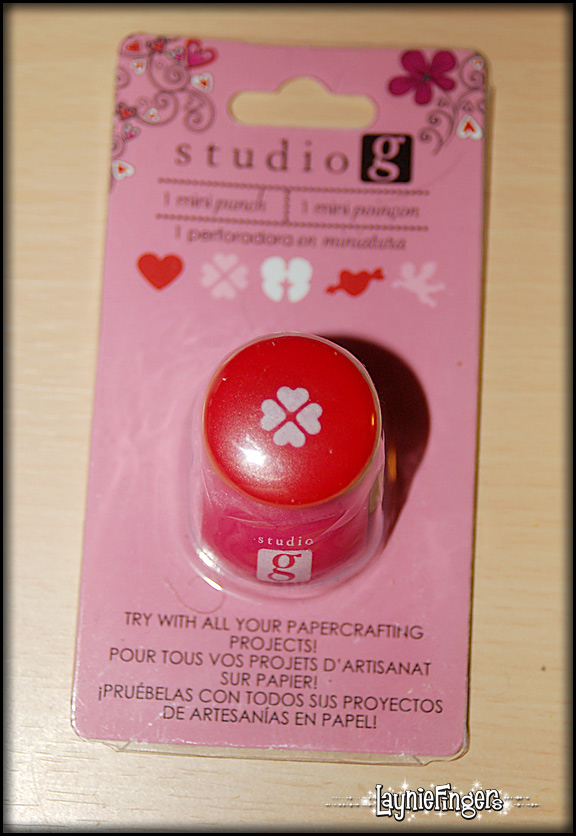 studio g
1 mini punch 1 mini poinçon
1 perforadora en miniatura
studio
g
TRY WITH ALL YOUR PAPERCRAFTING
PROJECTS!
POUR TOUS VOS PROJETS D'ARTISANAT
SUR PAPIER!
¡PRUÉBELAS CON TODOS SUS PROYECTOS
DE ARTESANÍAS EN PAPEL!
LaynieFingers